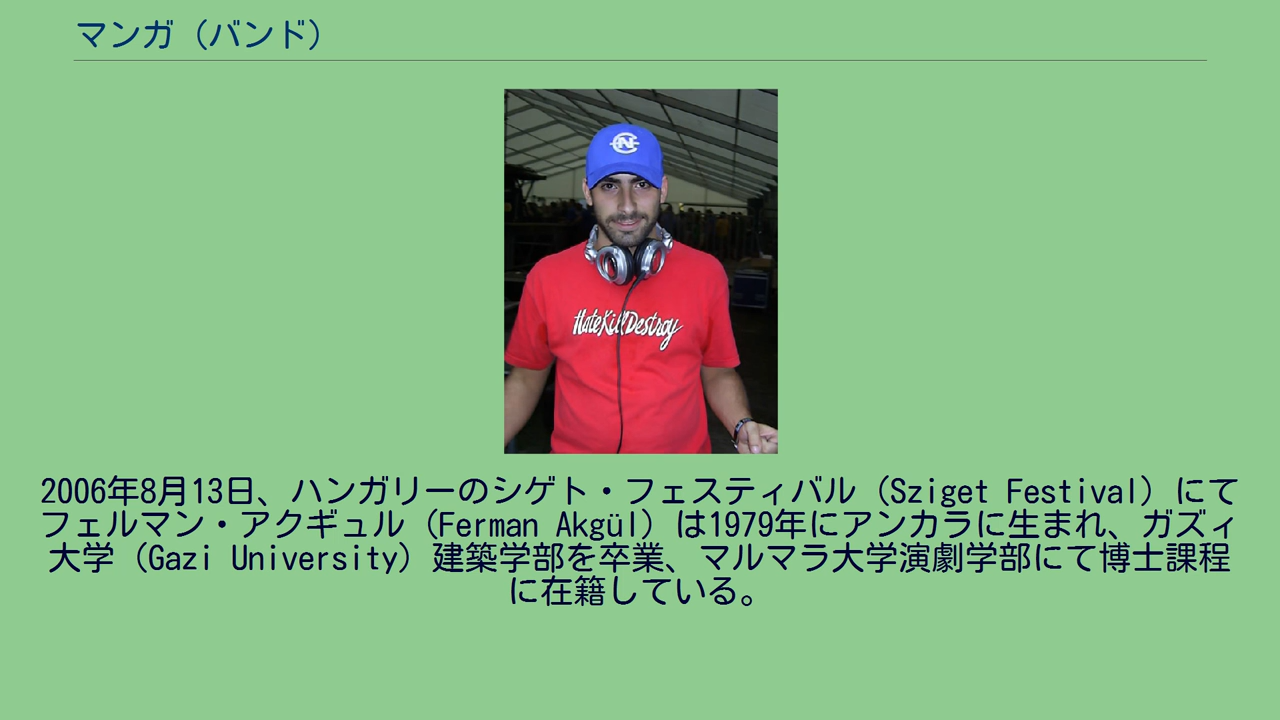 マンガ（バンド）
HateKillDestroy
2006年8月13日、ハンガリーのシゲト・フェスティバル（Sziget Festival）にて
フェルマン・アクギュル（Ferman Akgül）は1979年にアンカラに生まれ、ガズィ
大学（Gazi University）建築学部を卒業、マルマラ大学演劇学部にて博士課程
に在籍している。